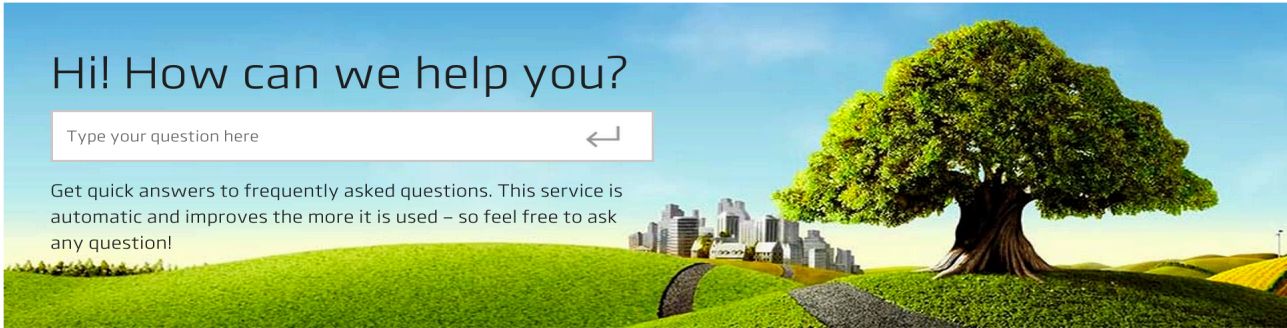 Hi! How can we help you?
Type your question here
Get quick answers to frequently asked questions. This service is
automatic and improves the more it is used – so feel free to ask
any question!